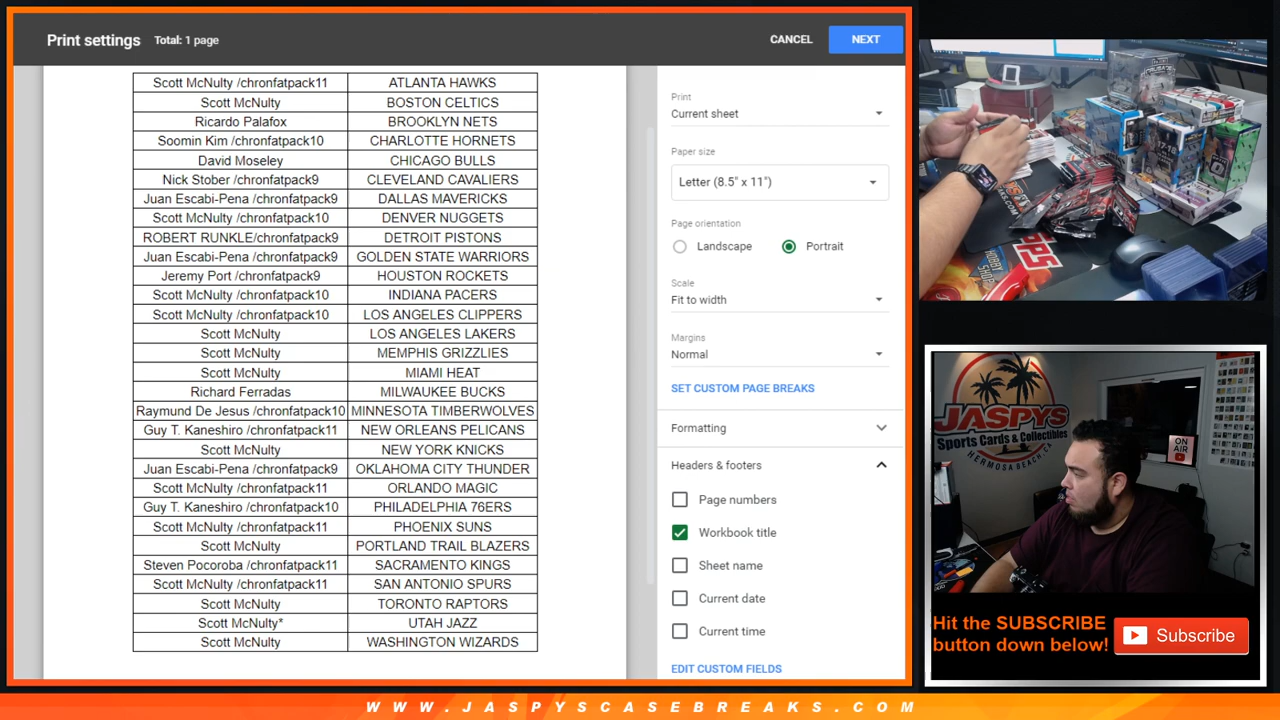 Print settings Total: 1 page CANCEL NEXT
Scott McNulty /chronfatpack11 ATLANTA HAWKS
Scott McNulty BOSTON CELTICS
Ricardo Palafox BROOKLYN NETS
Soomin Kim /chronfatpack10 CHARLOTTE HORNETS
David Moseley CHICAGO BULLS
Nick Stober /chronfatpack9 CLEVELAND CAVALIERS
Juan Escabi-Pena /chronfatpack9 DALLAS MAVERICKS
Scott McNulty /chronfatpack10 DENVER NUGGETS
ROBERT RUNKLE/chronfatpack9 DETROIT PISTONS
Juan Escabi-Pena /chronfatpack9 GOLDEN STATE WARRIORS
Jeremy Port /chronfatpack9 HOUSTON ROCKETS
Scott McNulty /chronfatpack10 INDIANA PACERS
Scott McNulty /chronfatpack10 LOS ANGELES CLIPPERS
Scott McNulty LOS ANGELES LAKERS
Scott McNulty MEMPHIS GRIZZLIES
Scott McNulty MIAMI HEAT
Richard Ferradas MILWAUKEE BUCKS
Raymund De Jesus /chronfatpack10 MINNESOTA TIMBERWOLVES
Guy T. Kaneshiro /chronfatpack11 NEW ORLEANS PELICANS
Scott McNulty NEW YORK KNICKS
Juan Escabi-Pena /chronfatpack9 OKLAHOMA CITY THUNDER
Scott McNulty /chronfatpack11 ORLANDO MAGIC
Guy T. Kaneshiro /chronfatpack10 PHILADELPHIA 76ERS
Scott McNulty /chronfatpack11 PHOENIX SUNS
Scott McNulty PORTLAND TRAIL BLAZERS
Steven Pocoroba /chronfatpack11 SACRAMENTO KINGS
Scott McNulty /chronfatpack11 SAN ANTONIO SPURS
Scott McNulty TORONTO RAPTORS
Scott McNulty* UTAH JAZZ
Scott McNulty WASHINGTON WIZARDS
Print
Current sheet
Paper size
Letter (8.5" x 11")
Page orientation
Landscape Portrait
Scale
Fit to width
Margins
Normal
SET CUSTOM PAGE BREAKS
Formatting
Headers & footers
Page numbers
Workbook title
Sheet name
Current date
Current time
EDIT CUSTOM FIELDS
17-18
HOBBY
SHOP
JASPYS
Sports Cards & Collectibles
HERMOSA BEACH, CA
ON
AIR
Hit the SUBSCRIBE
button down below!
Subscribe
WWW.JASPYSCASEBREAKS.COM